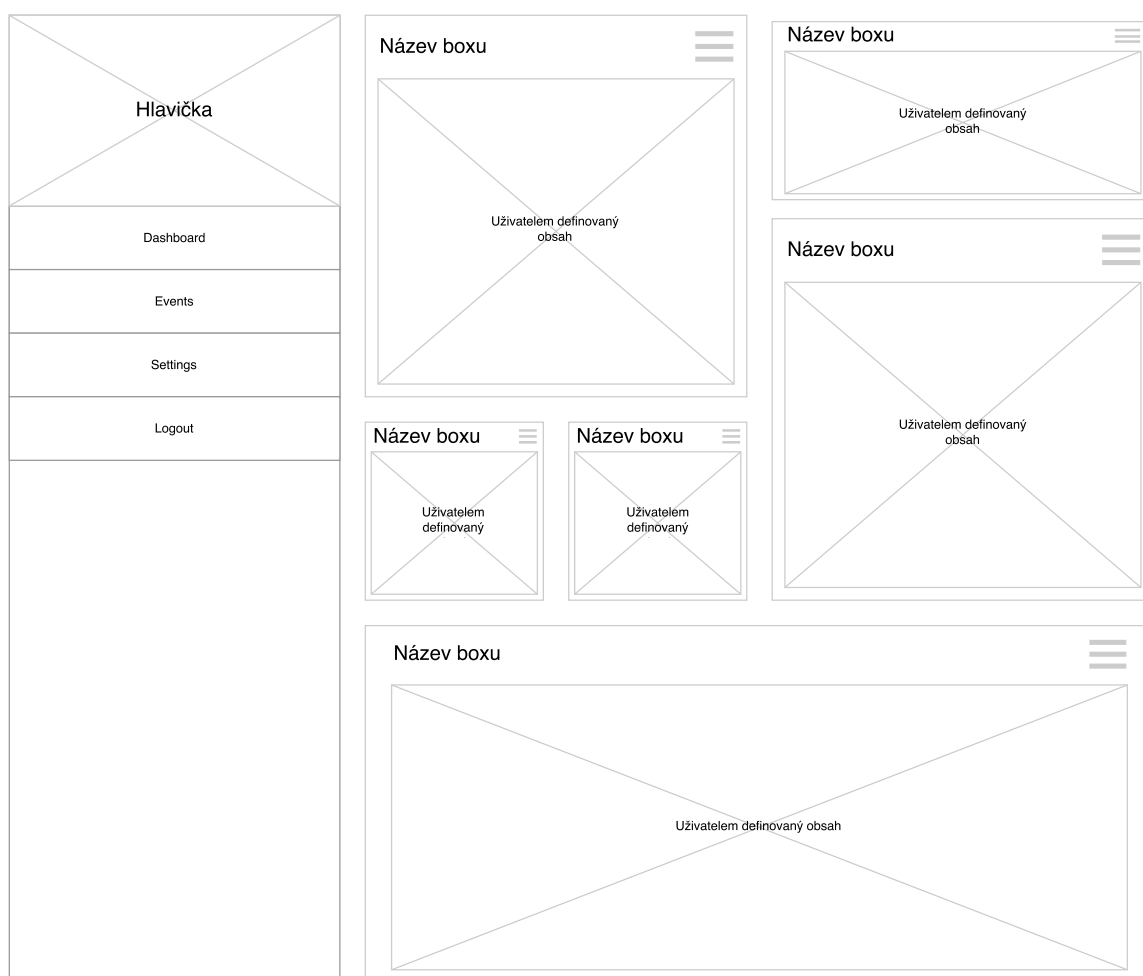 Hlavička
Dashboard
Events
Settings
Logout
Název boxu
Uživatelem definovaný
obsah
Název boxu
Uživatelem definovaný
obsah
Název boxu
Uživatelem definovaný
obsah
Název boxu
Uživatelem
definovaný
Název boxu
Uživatelem
definovaný
Název boxu
Uživatelem definovaný obsah